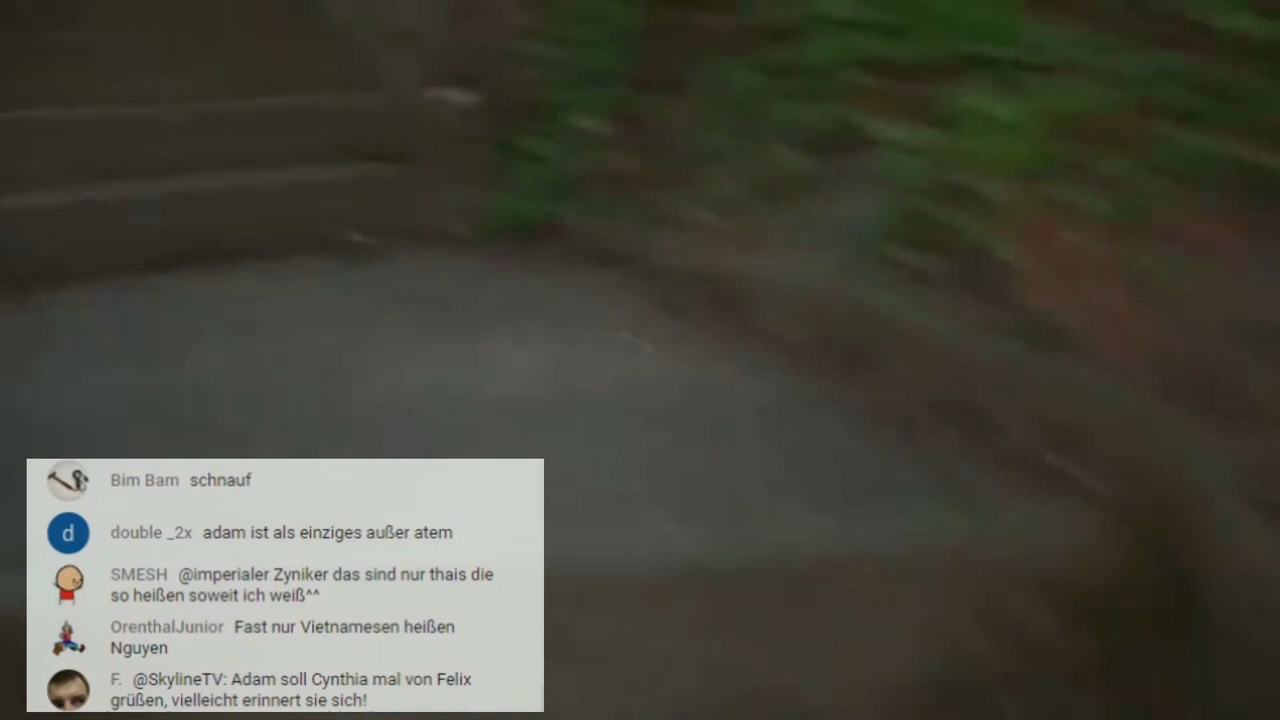 Bim Bam schnauf
d double _2x adam ist als einziges außer atem
SMESH @imperialer Zyniker das sind nur thais die
so heißen soweit ich weiß^^
OrenthalJunior Fast nur Vietnamesen heißen
Nguyen
F. @SkylineTV: Adam soll Cynthia mal von Felix
grüßen, vielleicht erinnert sie sich!